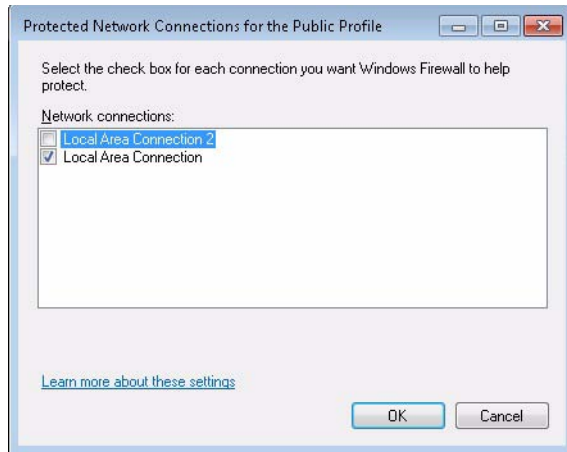 Protected Network Connections for the Public Profile
Select the check box for each connection you want Windows Firewall to help
protect.
Network connections:
Local Area Connection 2
Local Area Connection
Learn more about these settings
OK
Cancel